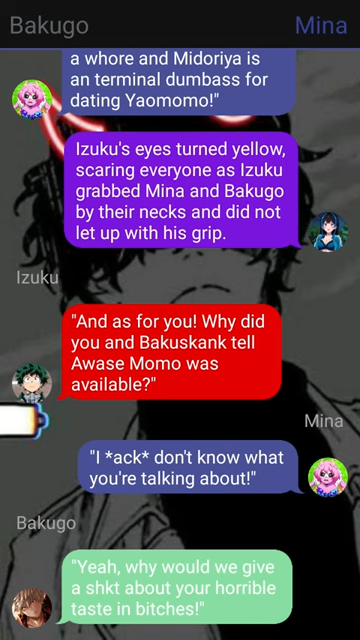 Bakugo
Mina
a whore and Midoriya is
an terminal dumbass for
dating Yaomomo!"
Izuku's eyes turned yellow,
scaring everyone as Izuku
grabbed Mina and Bakugo
by their necks and did not
let up with his grip.
Izuku
"And as for you! Why did
you and Bakuskank tell
Awase Momo was
available?"
Mina
"I *ack* don't know what
you're talking about!"
Bakugo
"Yeah, why would we give
a shkt about your horrible
taste in bitches!"